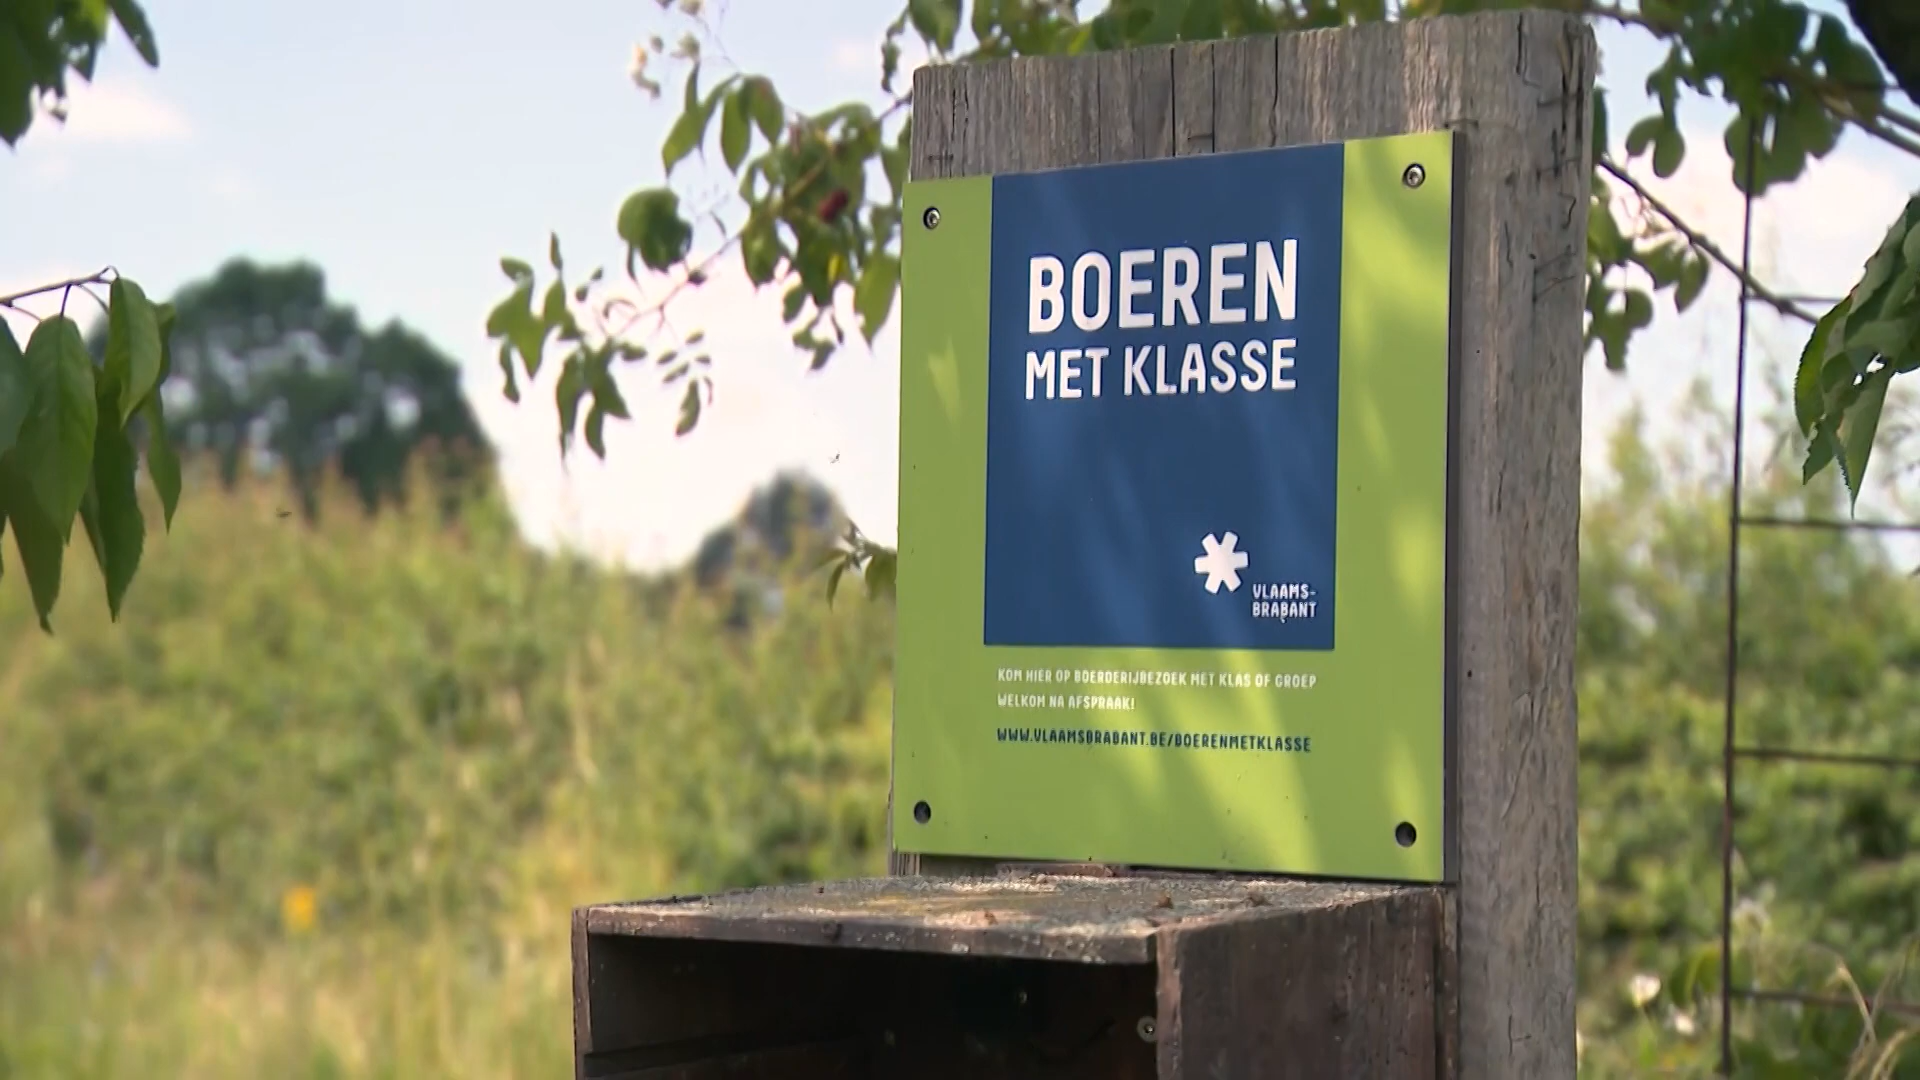 BOEREN
MET KLASSE
VLAAMS-
BRABANT
KOM HIER OP BOERDERIJBEZOEK MET KLAS OF GROEP
WELKOM NA AFSPRAAK!
WWW.VLAAMSBRABANT.BE/BOERENMETKLASSE